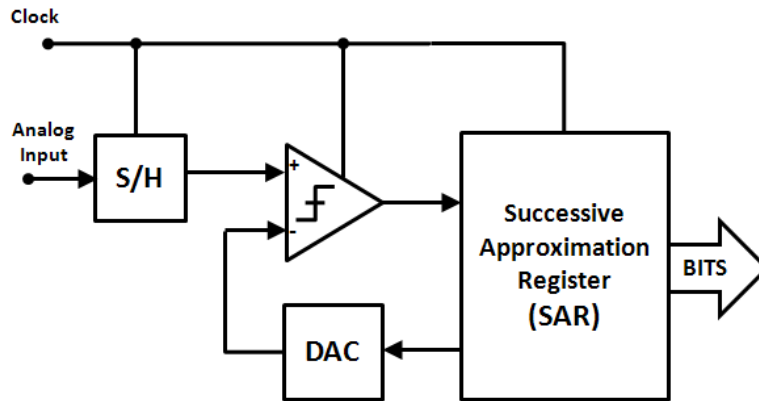 Clock
Analog
Input
S/H
+
-
Successive
Approximation
Register
(SAR)
BITS
DAC